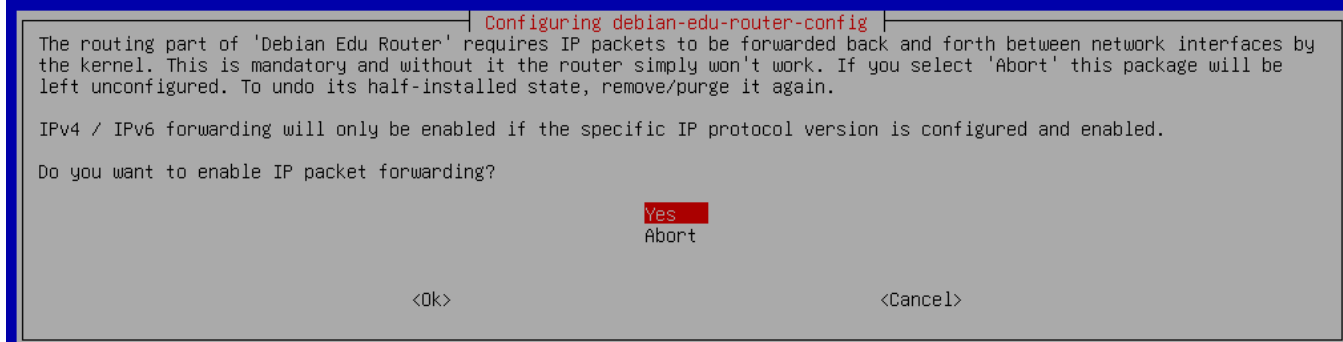 Configuring debian-edu-router-config
The routing part of 'Debian Edu Router' requires IP packets to be forwarded back and forth between network interfaces by
the kernel. This is mandatory and without it the router simply won't work. If you select 'Abort' this package will be
left unconfigured. To undo its half-installed state, remove/purge it again.
IPv4 / IPv6 forwarding will only be enabled if the specific IP protocol version is configured and enabled.
Do you want to enable IP packet forwarding?
Yes
Abort
<Ok> <Cancel>